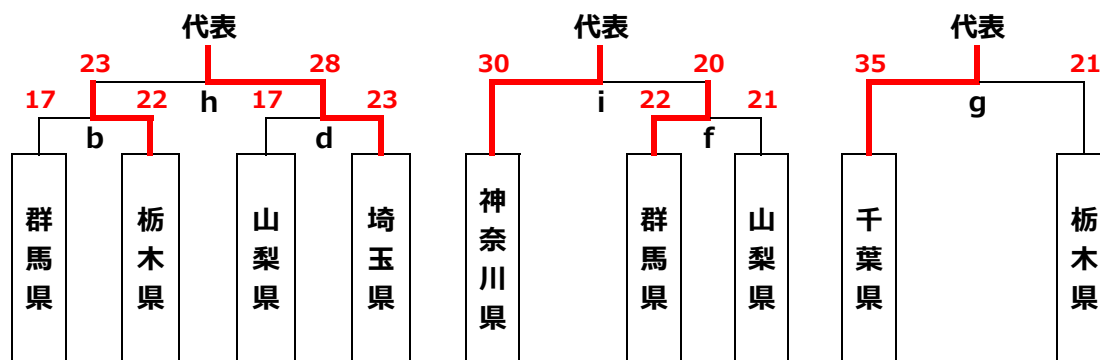 代表 代表 代表
23 28 30 20 35 21
17 22 h 17 23 i 22 21 g
b d f
群馬県
栃木県
山梨県
埼玉県
神奈川県
群馬県
山梨県
千葉県
栃木県